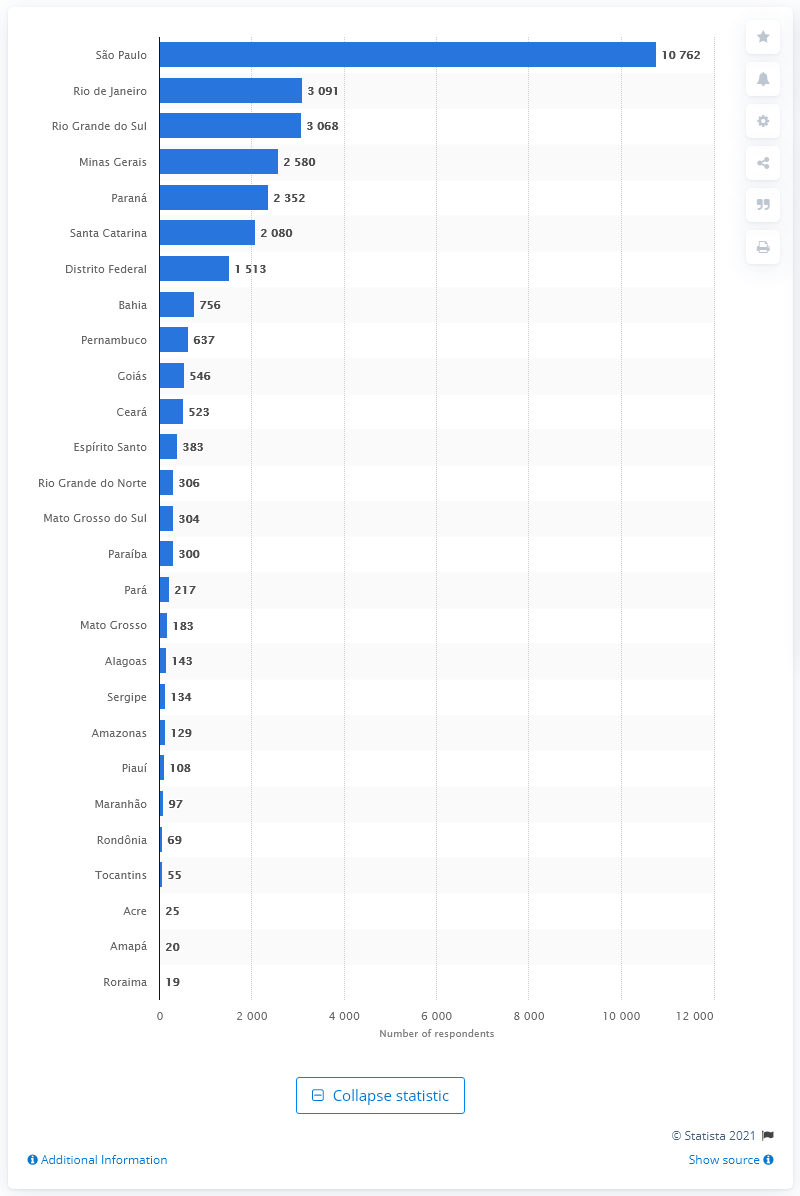 São Paulo 10 762
Rio de Janeiro 3 091
Rio Grande do Sul 3 068
Minas Gerais 2 580
Paraná 2 352
Santa Catarina 2 080
Distrito Federal 1 513
Bahia 756
Pernambuco 637
Goiás 546
Ceará 523
Espírito Santo 383
Rio Grande do Norte 306
Mato Grosso do Sul 304
Paraíba 300
Pará 217
Mato Grosso 183
Alagoas 143
Sergipe 134
Amazonas 129
Piauí 108
Maranhão 97
Rondônia 69
Tocantins 55
Acre 25
Amapá 20
Roraima 19
0 2 000 4 000 6 000 8 000 10 000 12 000
Number of respondents
Collapse statistic
© Statista 2021
Additional Information Show source